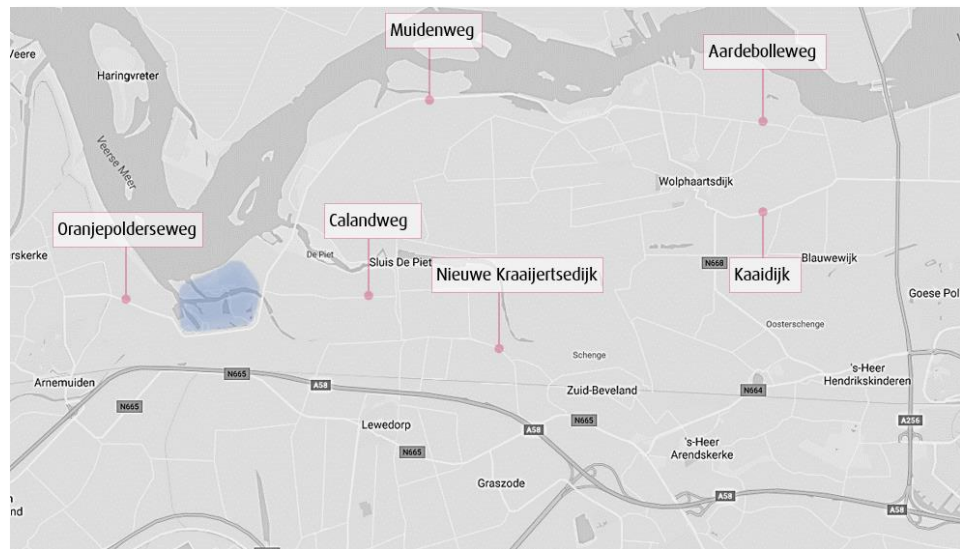 Muidenweg
Aardebolleweg
Veere
Haringvreter
Veerse Meer
Wolphaartsdijk
Oranjepolderseweg
Calandweg
De Piet
Sluis De Piet
Nieuwe Kraaijertsedijk
N668
Kaaidijk
Blauwewijk
erskerke
Goese Pol
Oosterschenge
Schenge
's-Heer
Hendrikskinderen
Arnemuiden
N665
A58
Zuid-Beveland
N664
N665
Lewedorp
N665
A58
N665
A256
's-Heer
Arendskerke
Graszode
A58
A58
n
land